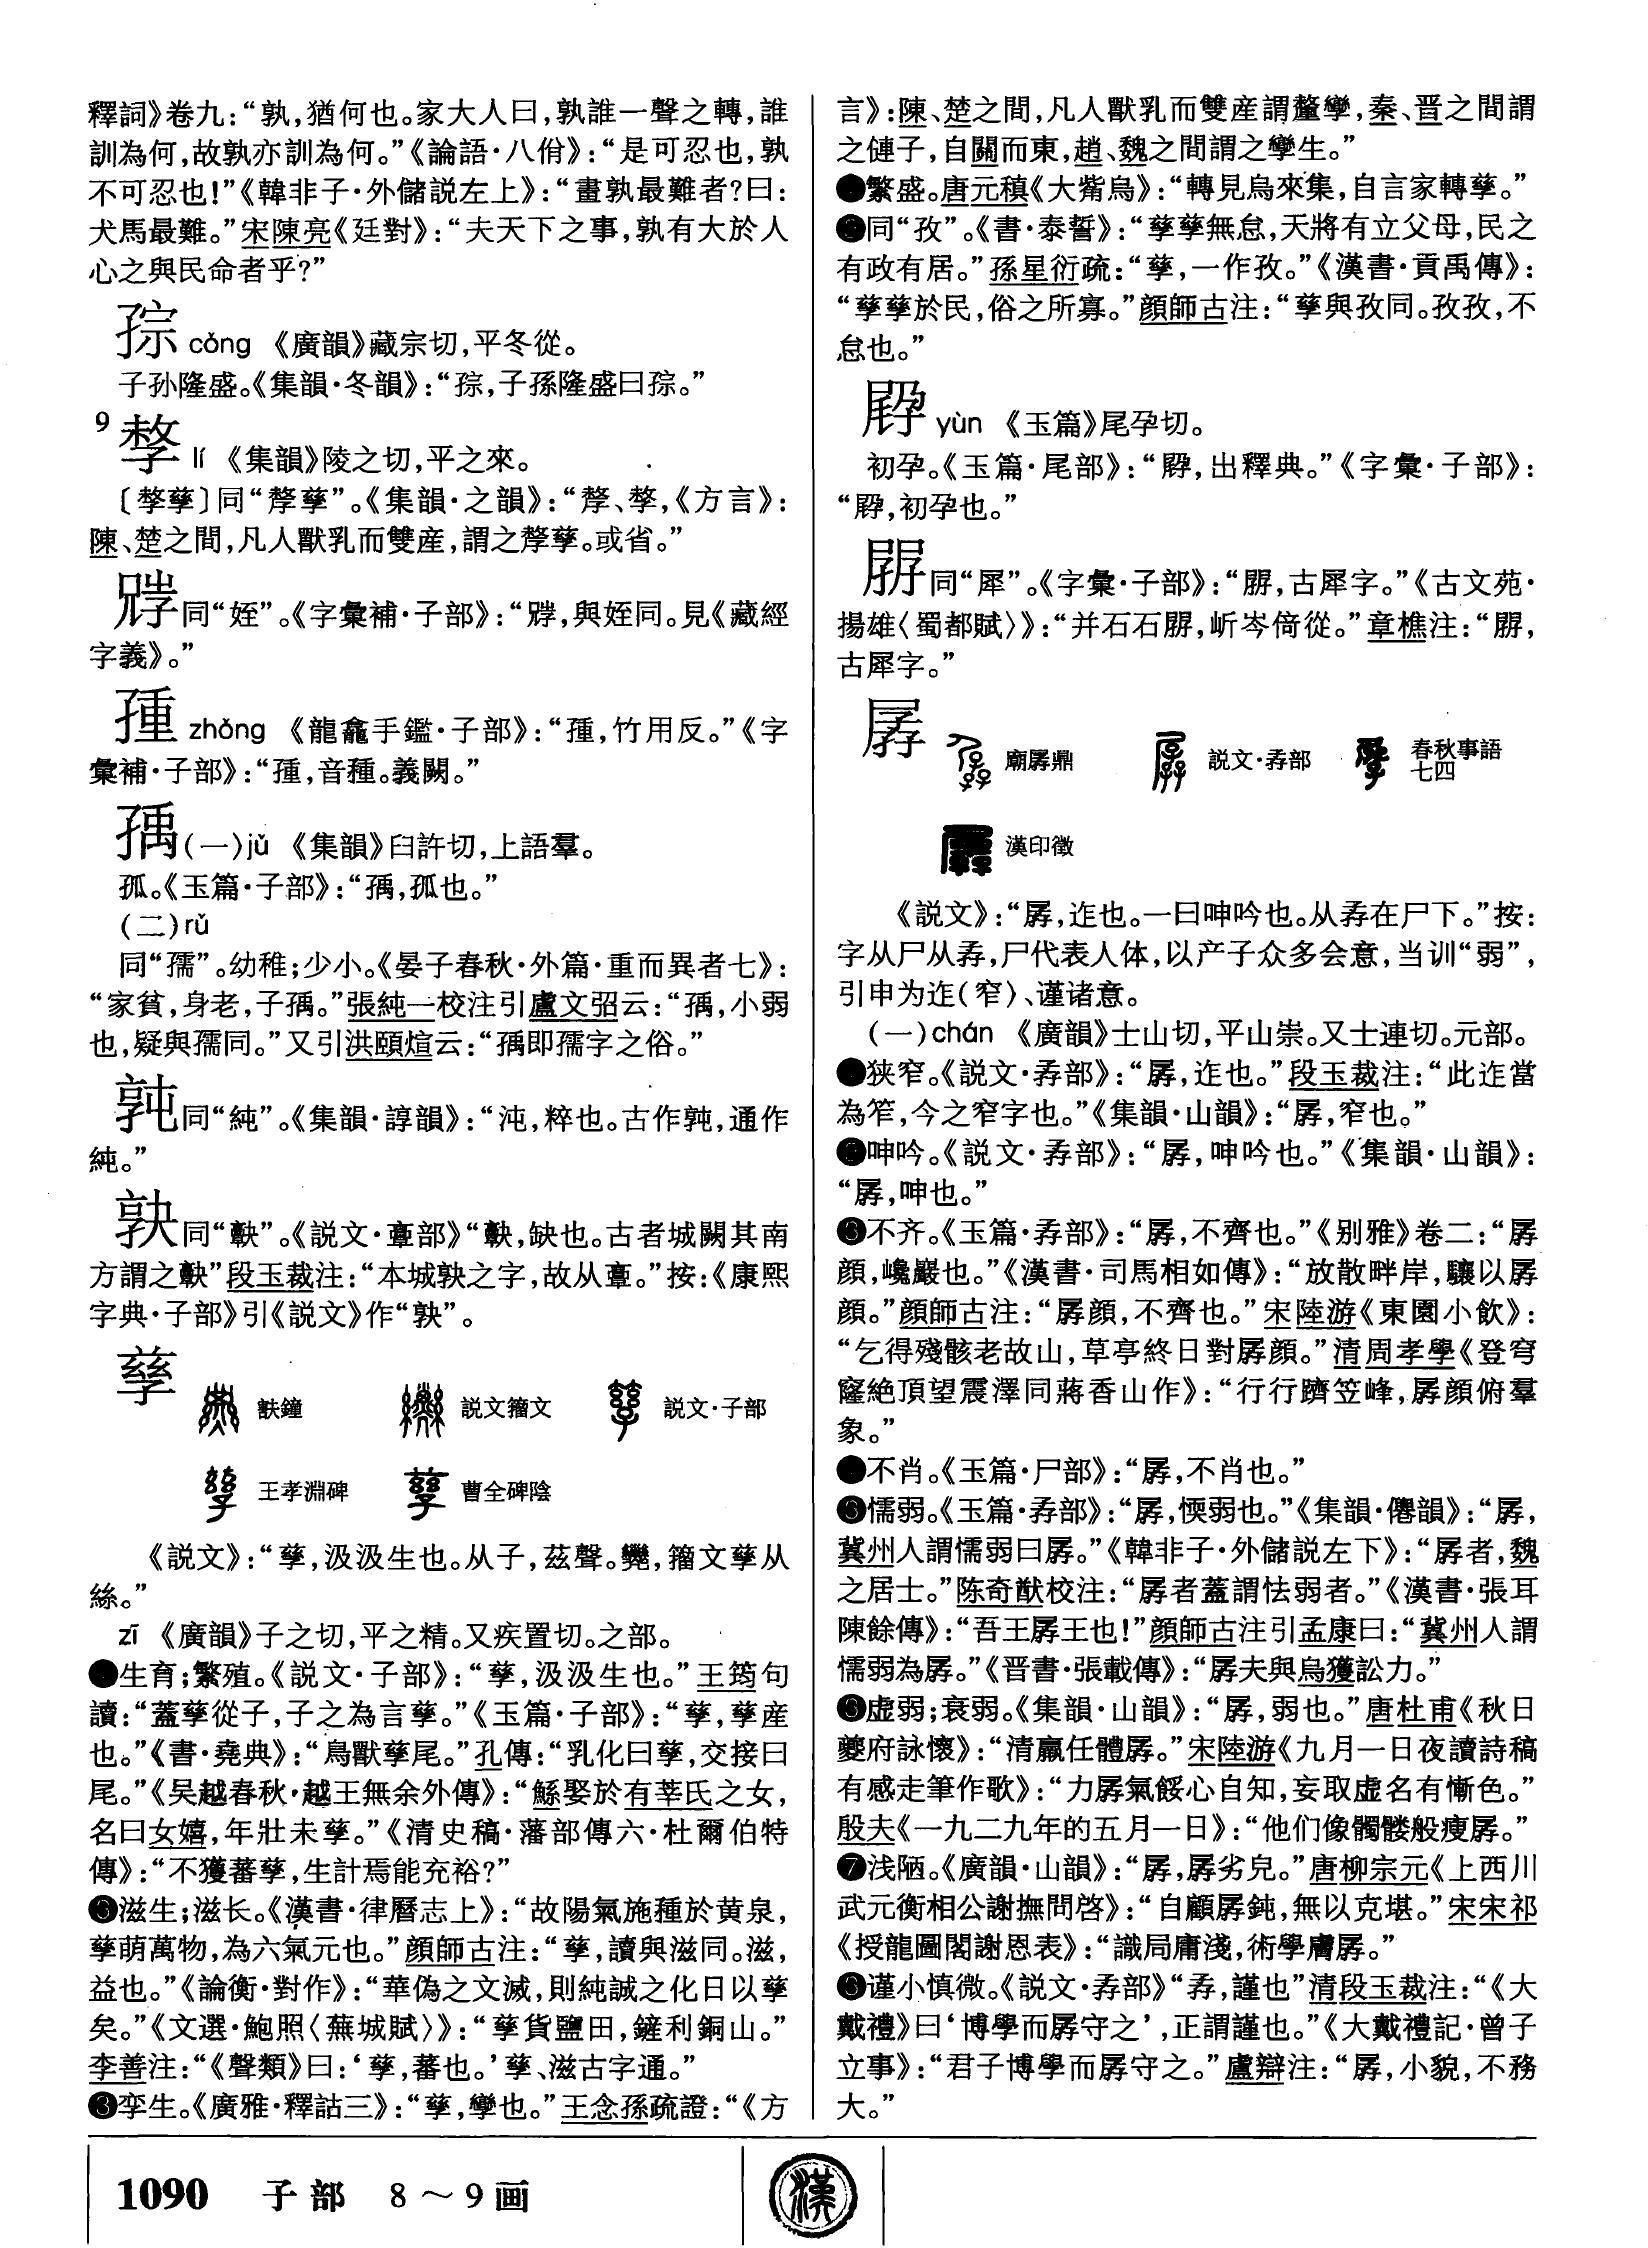 釋詞》卷九：“孰，猶何也。家大人曰，孰誰一聲之轉，誰
訓為何，故孰亦訓為何。”《論語·八佾》：“是可忍也，孰
不可忍也！”《韓非子·外儲説左上》：“畫孰最難者？曰：
犬馬最難。”宋陳亮《廷對》：“夫天下之事，孰有大於人
心之與民命者乎？”
孮 cǒng 《廣韻》藏宗切，平冬從。
子孙隆盛。《集韻·冬韻》：“孮，子孫隆盛曰孮。”
9
孷 lí 《集韻》陵之切，平之來。
〔孷孳〕同“孷孳”。《集韻·之韻》：“孷、孷，《方言》：
陳、楚之間，凡人獸乳而雙産，謂之孷孳。或省。”
同“姪”。《字彙補·子部》：“，與姪同。見《藏經
字義》。”
zhǒng 《龍龕手鑑·子部》：“，竹用反。”《字
彙補·子部》：“，音種。義闕。”
㝒(一)jǔ 《集韻》臼許切，上語羣。
孤。《玉篇·子部》：“㝒，孤也。”
(二)rǔ
同“孺”。幼稚；少小。《晏子春秋·外篇·重而異者七》：
“家貧，身老，子㝒。”張純一校注引盧文弨云：“㝒，小弱
也，疑與孺同。”又引洪頤煊云：“㝒即孺字之俗。”
同“純”。《集韻·諄韻》：“沌，粹也。古作，通作
純。”
同“”。《説文·𩫖部》“，缺也。古者城闕其南
方謂之”段玉裁注：“本城之字，故从𩫖。”按：《康熙
字典·子部》引《説文》作“”。
孳
㝬鐘 説文籀文 説文·子部
王孝淵碑 曹全碑陰
《説文》：“孳，汲汲生也。从子，茲聲。，籀文孳从
絲。”
zī 《廣韻》子之切，平之精。又疾置切。之部。
❶生育；繁殖。《説文·子部》：“孳，汲汲生也。”王筠句
讀：“蓋孳從子，子之為言孳。”《玉篇·子部》：“孳，孳産
也。”《書·堯典》：“鳥獸孳尾。”孔傳：“乳化曰孳，交接曰
尾。”《吴越春秋·越王無余外傳》：“鯀娶於有莘氏之女，
名曰女嬉，年壯未孳。”《清史稿·藩部傳六·杜爾伯特
傳》：“不獲蕃孳，生計焉能充裕？”
❷滋生；滋长。《漢書·律曆志上》：“故陽氣施種於黄泉，
孳萌萬物，為六氣元也。”顔師古注：“孳，讀與滋同。滋，
益也。”《論衡·對作》：“華偽之文滅，則純誠之化日以孳
矣。”《文選·鮑照〈蕪城賦〉》：“孳貨鹽田，鏟利銅山。”
李善注：“《聲類》曰：‘孳，蕃也。’孳、滋古字通。”
❸孪生。《廣雅·釋詁三》：“孳，孿也。”王念孫疏證：“《方
言》：陳、楚之間，凡人獸乳而雙産謂釐孿，秦、晋之間謂
之僆子，自關而東，趙、魏之間謂之孿生。”
❹繁盛。唐元稹《大觜烏》：“轉見烏來集，自言家轉孳。”
❺同“孜”。《書·泰誓》：“孳孳無怠，天將有立父母，民之
有政有居。”孫星衍疏：“孳，一作孜。”《漢書·貢禹傳》：
“孳孳於民，俗之所寡。”顔師古注：“孳與孜同。孜孜，不
怠也。”
yùn 《玉篇》尾孕切。
初孕。《玉篇·尾部》：“，出釋典。”《字彙·子部》：
“，初孕也。”
同“犀”。《字彙·子部》：“，古犀字。”《古文苑·
揚雄〈蜀都賦〉》：“并石石，㟚岑倚從。”章樵注：“，
古犀字。”
孱
廟孱鼎 説文·孨部 春秋事語
七四
漢印徵
《説文》：“孱，迮也。一曰呻吟也。从孨在尸下。”按：
字从尸从孨，尸代表人体，以产子众多会意，当训“弱”，
引申为迮（窄）、谨诸意。
(一)chán 《廣韻》士山切，平山崇。又士連切。元部。
❶狭窄。《説文·孨部》：“孱，迮也。”段玉裁注：“此迮當
為笮，今之窄字也。”《集韻·山韻》：“孱，窄也。”
❷呻吟。《説文·孨部》：“孱，呻吟也。”《集韻·山韻》：
“孱，呻也。”
❸不齐。《玉篇·孨部》：“孱，不齊也。”《别雅》卷二：“孱
顔，巉巖也。”《漢書·司馬相如傳》：“放散畔岸，驤以孱
顔。”顔師古注：“孱顔，不齊也。”宋陸游《東園小飲》：
“乞得殘骸老故山，草亭終日對孱顔。”清周孝學《登穹
窿絶頂望震澤同蔣香山作》：“行行躋笠峰，孱顔俯羣
象。”
❹不肖。《玉篇·尸部》：“孱，不肖也。”
❺懦弱。《玉篇·孨部》：“孱，愞弱也。”《集韻·僊韻》：“孱，
冀州人謂懦弱曰孱。”《韓非子·外儲説左下》：“孱者，魏
之居士。”陈奇猷校注：“孱者蓋謂怯弱者。”《漢書·張耳
陳餘傳》：“吾王孱王也！”顔師古注引孟康曰：“冀州人謂
懦弱為孱。”《晋書·張載傳》：“孱夫與烏獲訟力。”
❻虚弱；衰弱。《集韻·山韻》：“孱，弱也。”唐杜甫《秋日
夔府詠懷》：“清羸任體孱。”宋陸游《九月一日夜讀詩稿
有感走筆作歌》：“力孱氣餒心自知，妄取虚名有慚色。”
殷夫《一九二九年的五月一日》：“他们像髑髅般瘦孱。”
❼浅陋。《廣韻·山韻》：“孱，孱劣皃。”唐柳宗元《上西川
武元衡相公謝撫問啓》：“自顧孱鈍，無以克堪。”宋宋祁
《授龍圖閣謝恩表》：“識局庸淺，術學膚孱。”
❽谨小慎微。《説文·孨部》“孨，謹也”清段玉裁注：“《大
戴禮》曰‘博學而孱守之’，正謂謹也。”《大戴禮記·曾子
立事》：“君子博學而孱守之。”盧辯注：“孱，小貌，不務
大。”
1090 子部 8～9画
漢